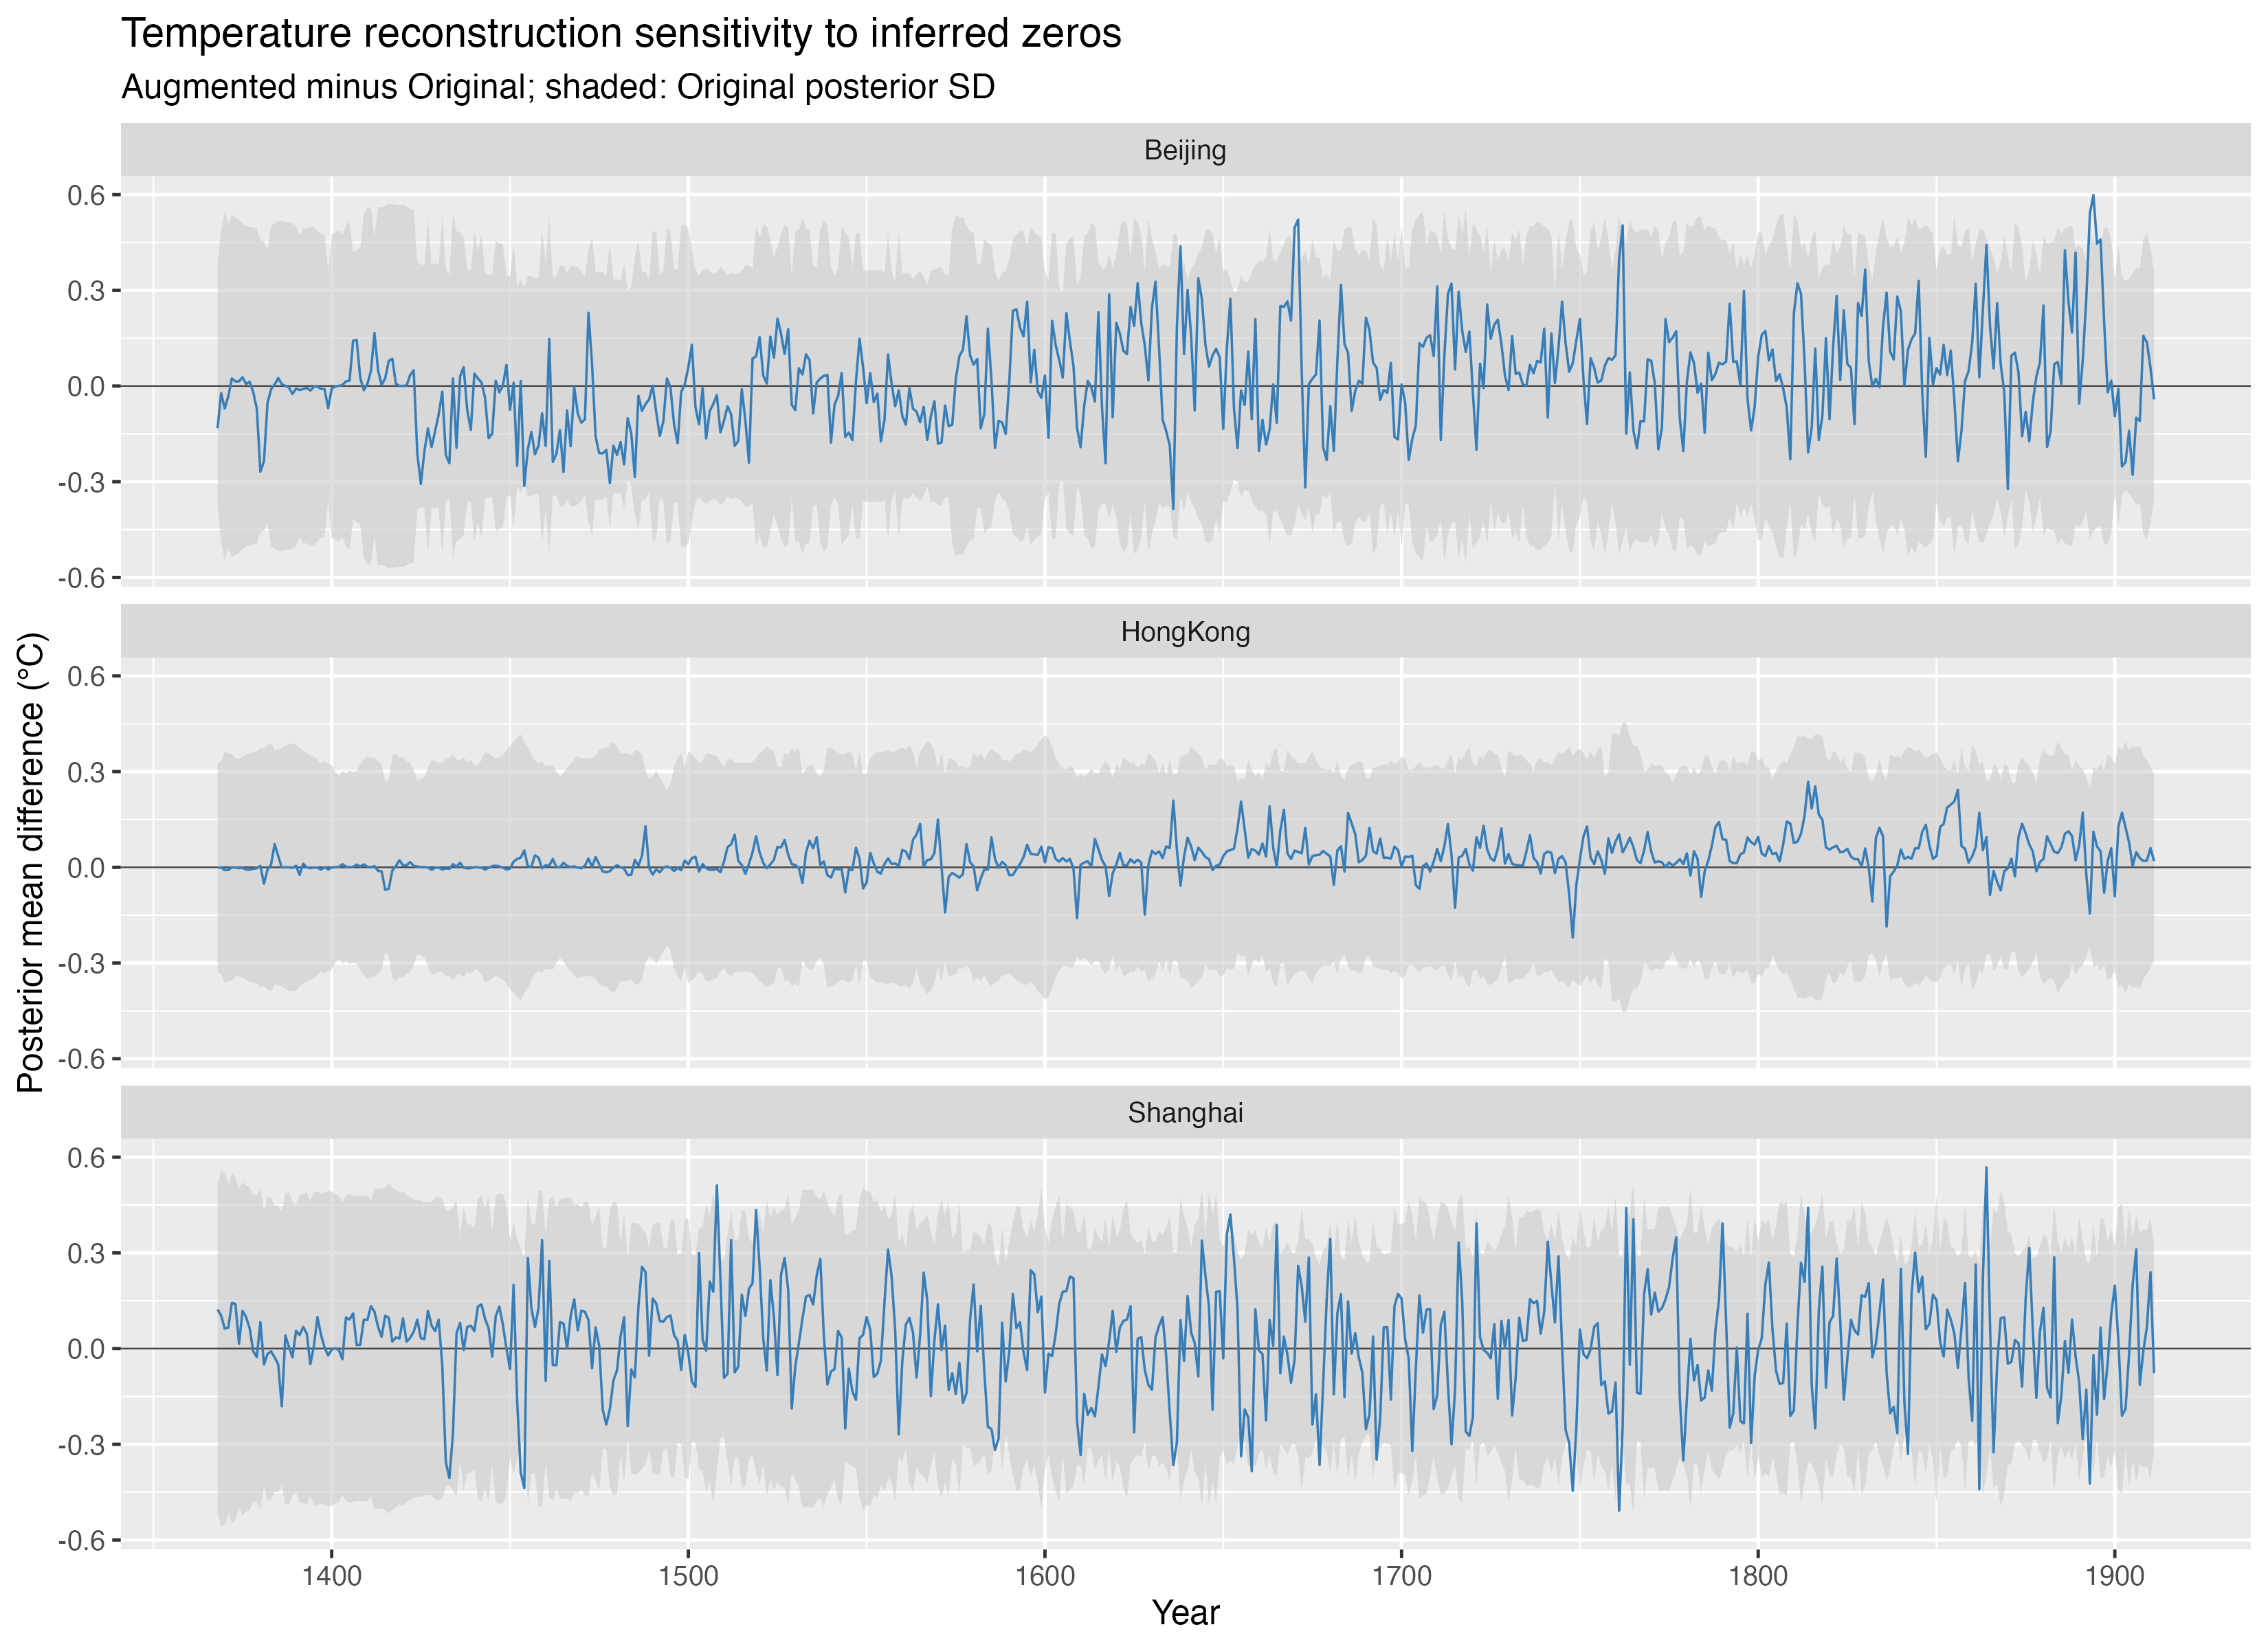 Temperature reconstruction sensitivity to inferred zeros
Augmented minus Original; shaded: Original posterior SD
Beijing
0.6
0.3
0.0
-0.3
-0.6
HongKong
0.6
0.3
0.0
-0.3
-0.6
Shanghai
0.6
0.3
0.0
-0.3
-0.6
Posterior mean difference (°C)
1400 1500 1600 1700 1800 1900
Year